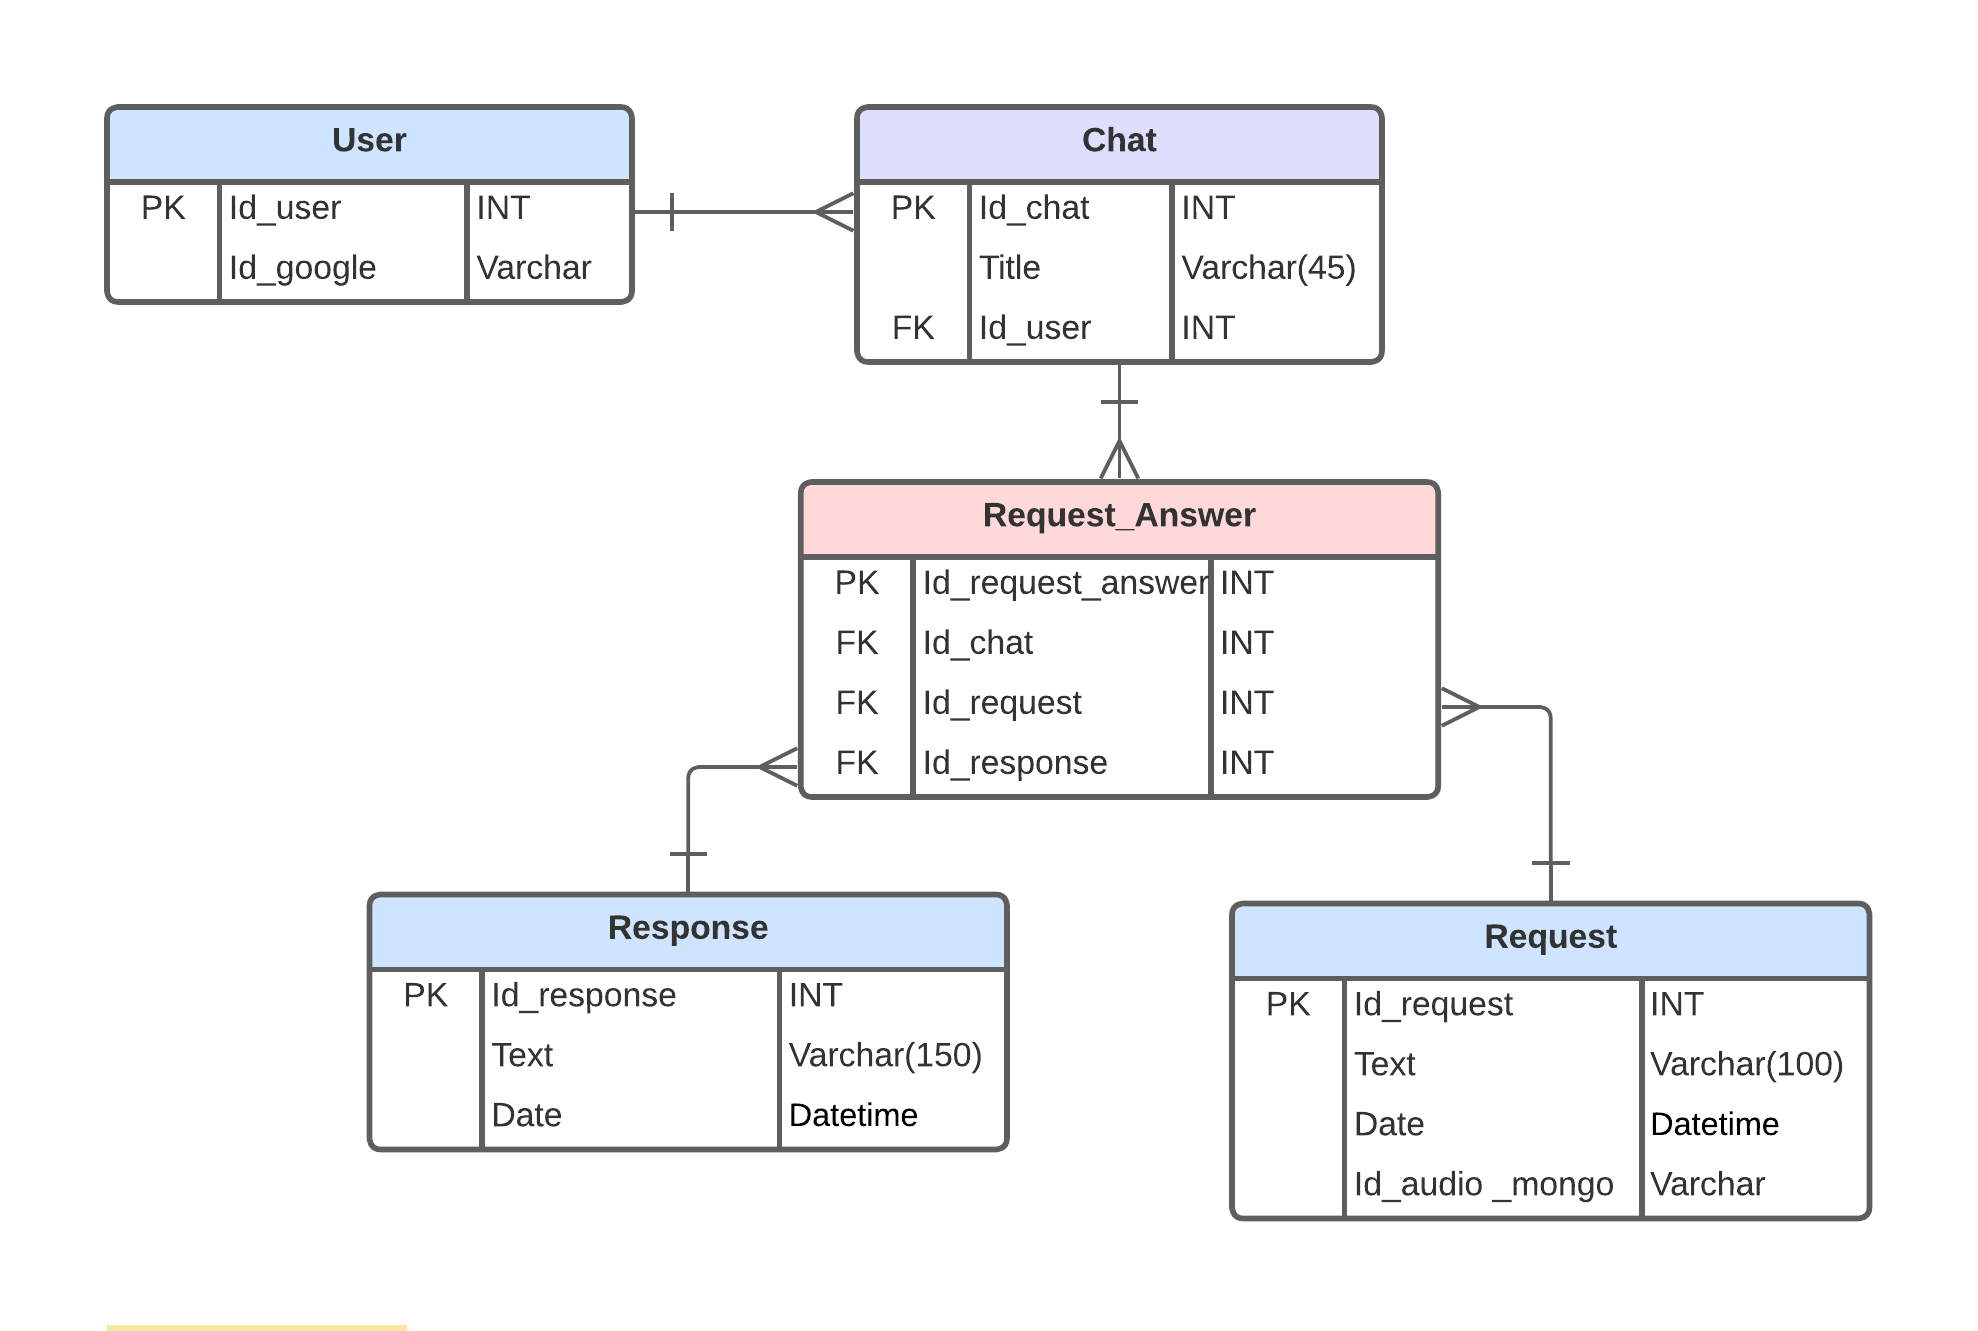 User
PK Id_user INT
Id_google Varchar
Chat
PK Id_chat INT
Title Varchar(45)
FK Id_user INT
Request_Answer
PK Id_request_answer INT
FK Id_chat INT
FK Id_request INT
FK Id_response INT
Response
PK Id_response INT
Text Varchar(150)
Date Datetime
Request
PK Id_request INT
Text Varchar(100)
Date Datetime
Id_audio _mongo Varchar